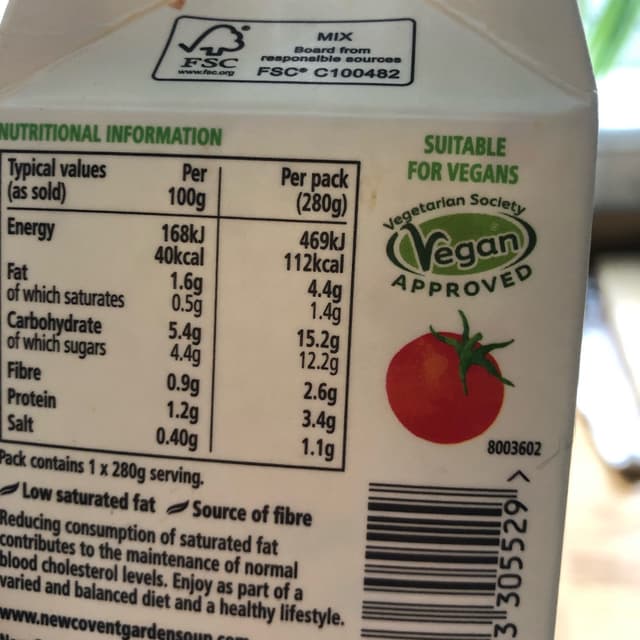 FSC
www.fsc.org
MIX
Board from
responsible sources
FSC® C100482
NUTRITIONAL INFORMATION
Typical values (as sold) Per 100g Per pack (280g)
Energy 168kJ 469kJ
40kcal 112kcal
Fat 1.6g 4.4g
of which saturates 0.5g 1.4g
Carbohydrate 5.4g 15.2g
of which sugars 4.4g 12.2g
Fibre 0.9g 2.6g
Protein 1.2g 3.4g
Salt 0.40g 1.1g
Pack contains 1 x 280g serving.
Low saturated fat Source of fibre
Reducing consumption of saturated fat
contributes to the maintenance of normal
blood cholesterol levels. Enjoy as part of a
varied and balanced diet and a healthy lifestyle.
www.newcoventgardensoup.com
SUITABLE
FOR VEGANS
Vegetarian Society
Vegan
APPROVED
8003602
3 305529 >